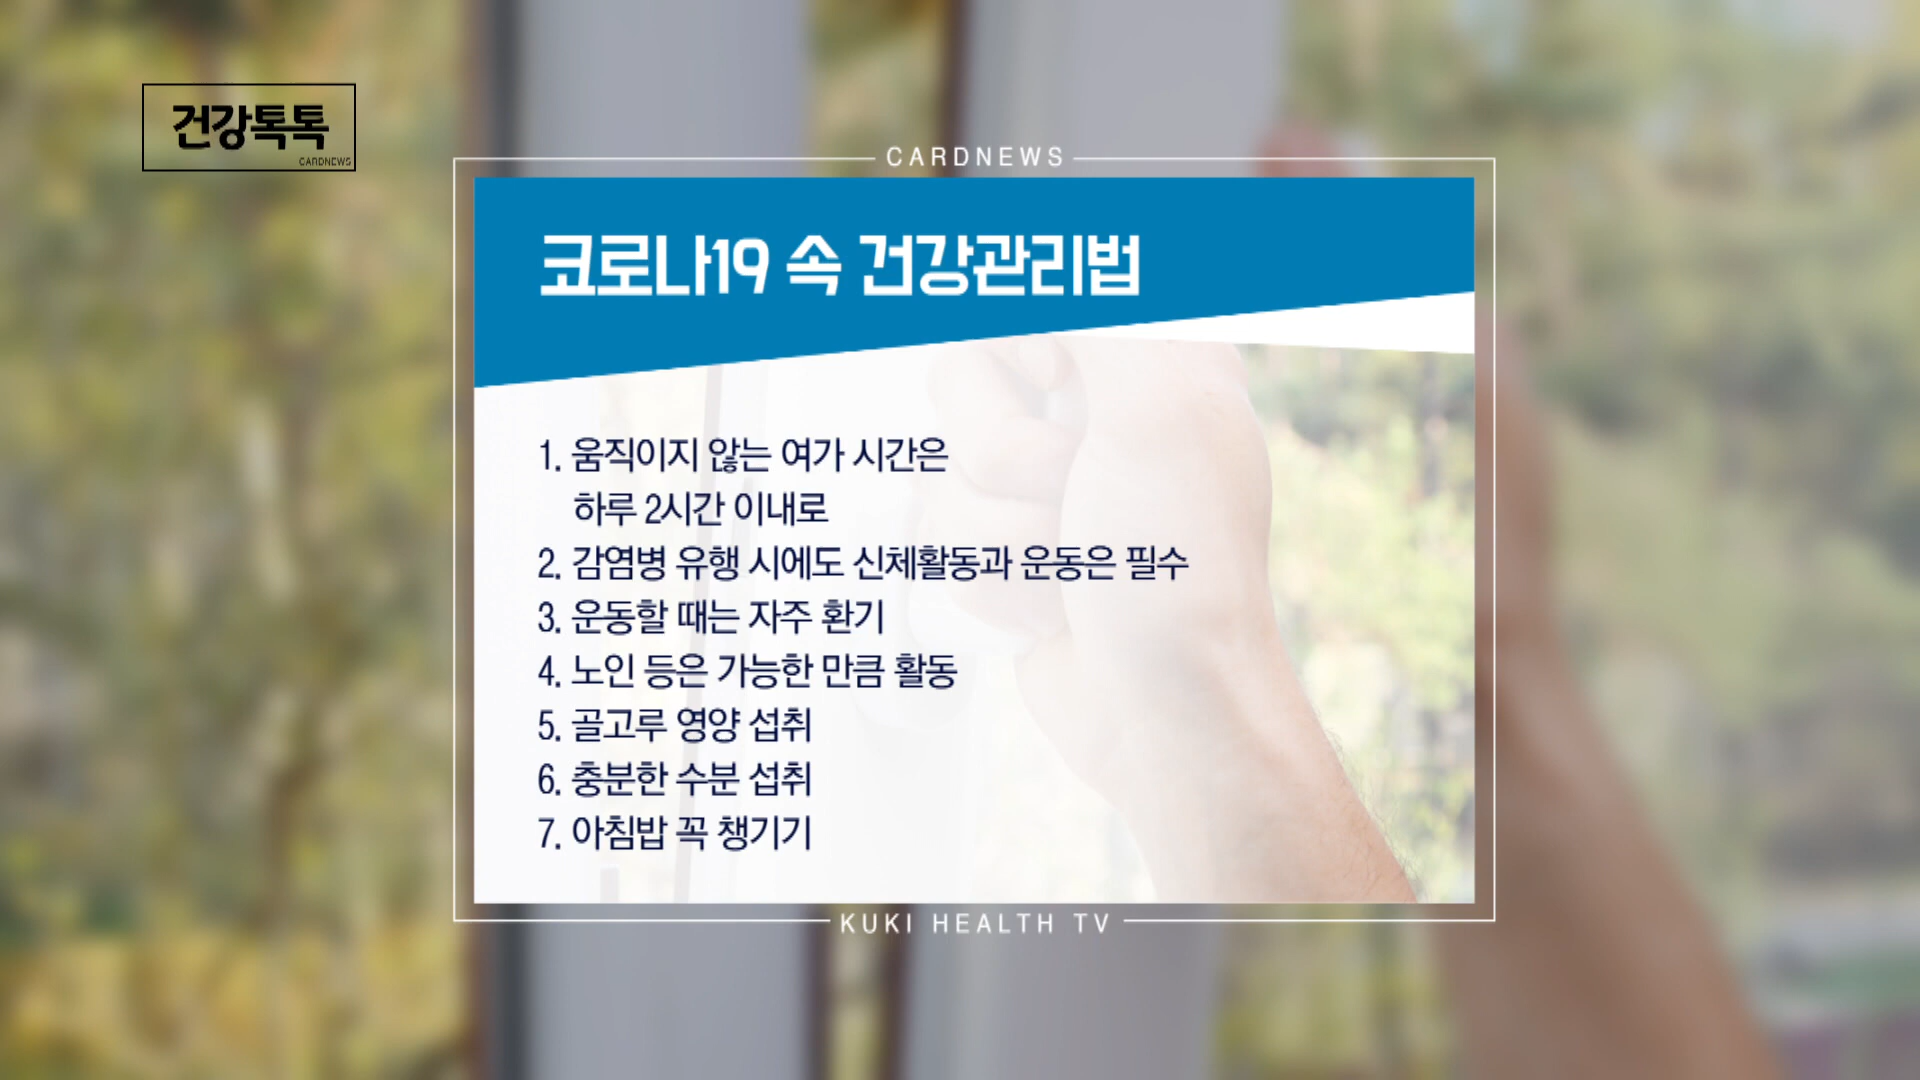 건강톡톡
CARDNEWS
CARDNEWS
코로나19 속 건강관리법
1. 움직이지 않는 여가 시간은
하루 2시간 이내로
2. 감염병 유행 시에도 신체활동과 운동은 필수
3. 운동할 때는 자주 환기
4. 노인 등은 가능한 만큼 활동
5. 골고루 영양 섭취
6. 충분한 수분 섭취
7. 아침밥 꼭 챙기기
KUKI HEALTH TV